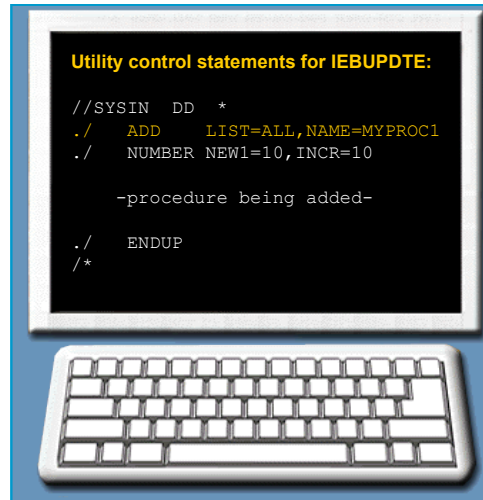 Utility control statements for IEBUPDTE:
//SYSIN DD *
./ ADD LIST=ALL,NAME=MYPROC1
./ NUMBER NEW1=10,INCR=10
-procedure being added-
./ ENDUP
/*